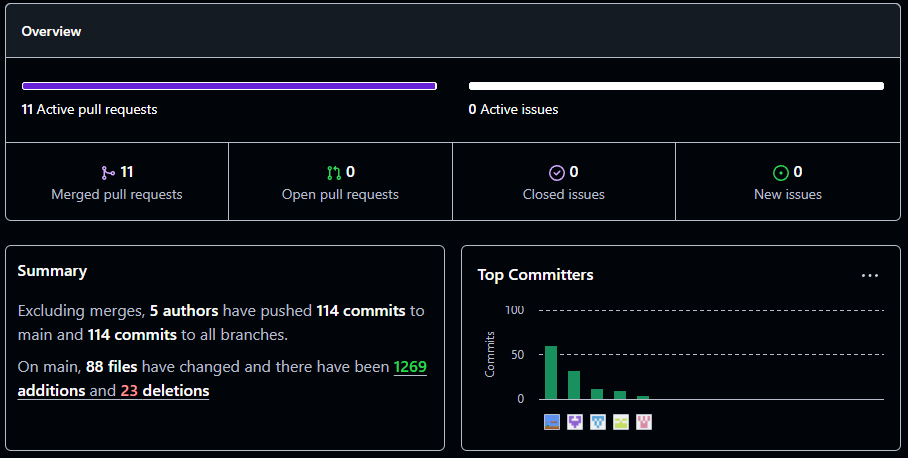 Overview
11 Active pull requests
0 Active issues
11
Merged pull requests
0
Open pull requests
0
Closed issues
0
New issues
Summary
Excluding merges, 5 authors have pushed 114 commits to
main and 114 commits to all branches.
On main, 88 files have changed and there have been 1269
additions and 23 deletions
Top Committers
100
50
0
Commits